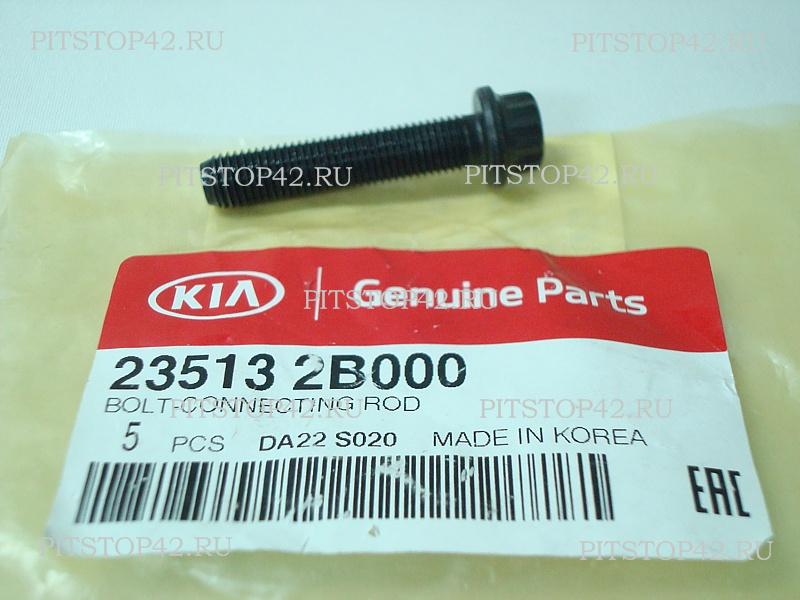 PITSTOP42.RU PITSTOP42.RU
PITSTOP42.RU PITSTOP42.RU
KIA Genuine Parts
PITSTOP42.RU
23513 2B000
BOLT-CONNECTING ROD
PITSTOP42.RU PITSTOP42.RU
5 PCS DA22 S020 MADE IN KOREA
EAC
PITSTOP42.RU PITSTOP42.RU